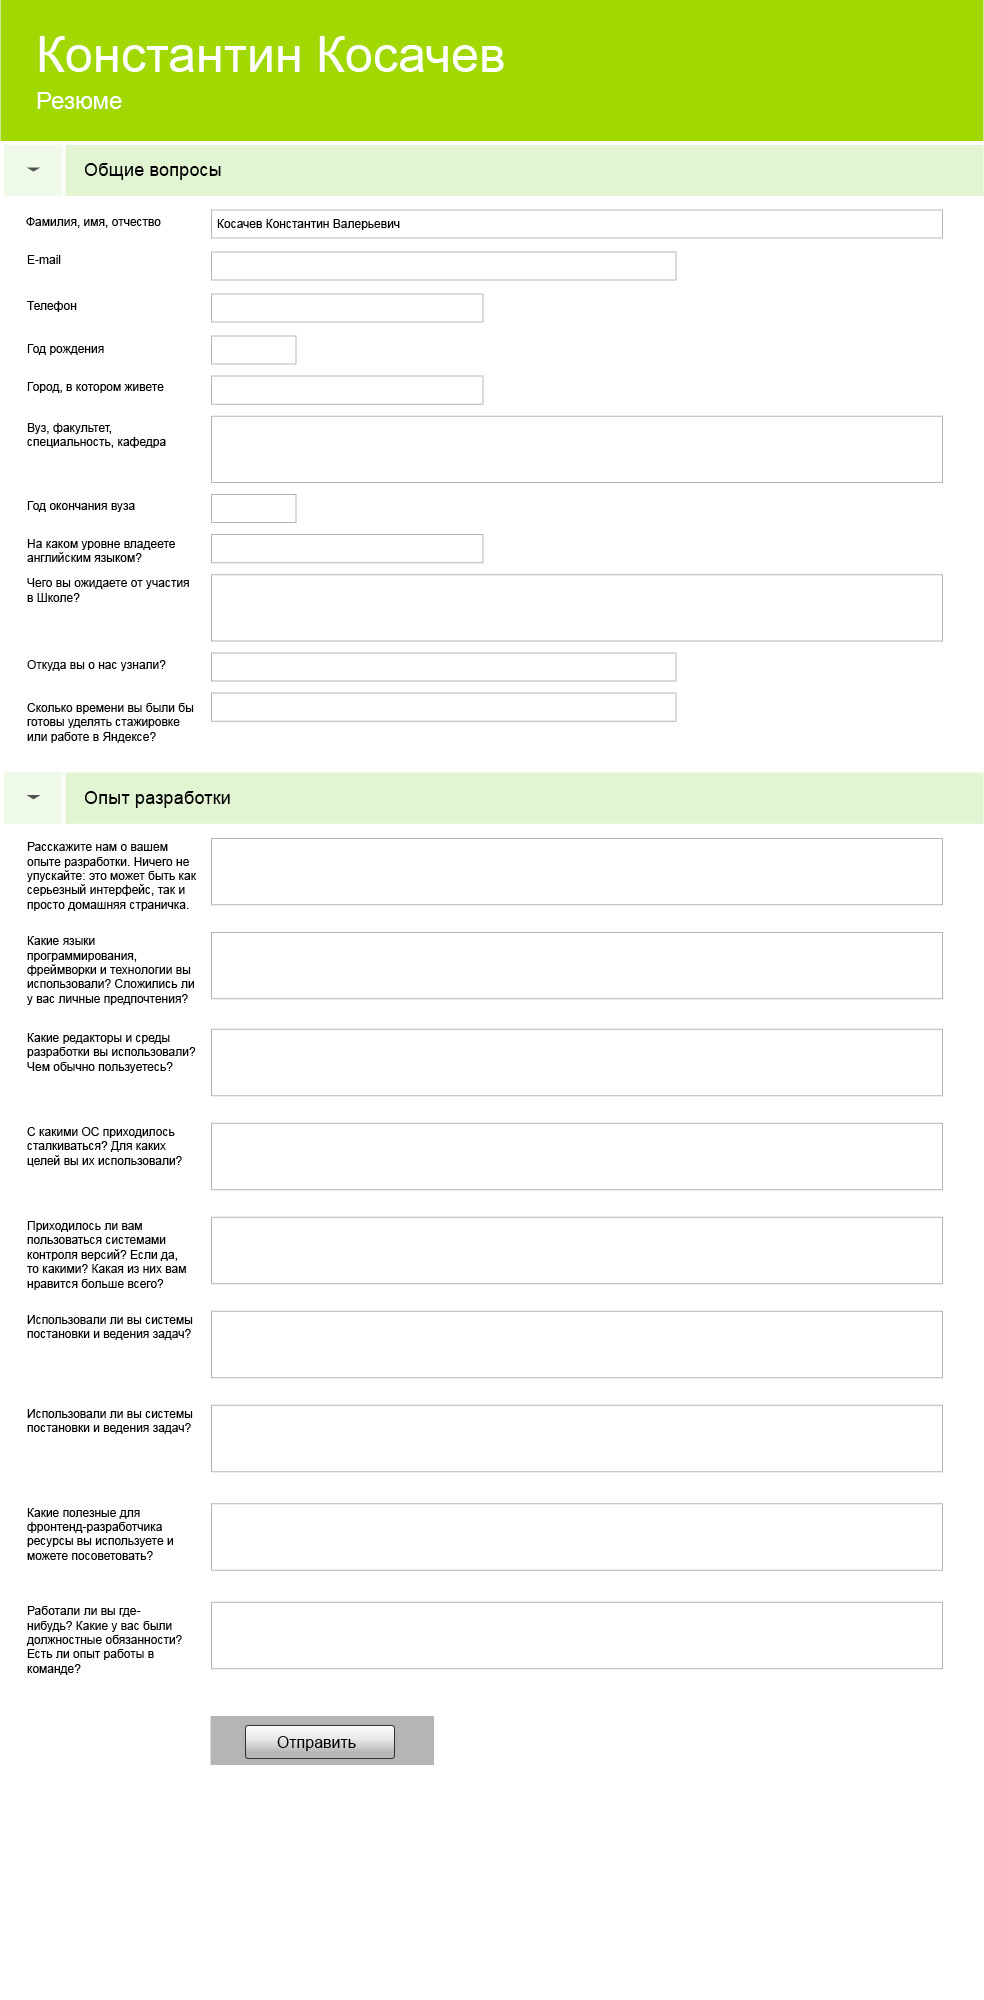 Константин Косачев
Резюме
Общие вопросы
Фамилия, имя, отчество
Косачев Константин Валерьевич
E-mail
Телефон
Год рождения
Город, в котором живете
Вуз, факультет,
специальность, кафедра
Год окончания вуза
На каком уровне владеете
английским языком?
Чего вы ожидаете от участия
в Школе?
Откуда вы о нас узнали?
Сколько времени вы были бы
готовы уделять стажировке
или работе в Яндексе?
Опыт разработки
Расскажите нам о вашем
опыте разработки. Ничего не
упускайте: это может быть как
серьезный интерфейс, так и
просто домашняя страничка.
Какие языки
программирования,
фреймворки и технологии вы
использовали? Сложились ли
у вас личные предпочтения?
Какие редакторы и среды
разработки вы использовали?
Чем обычно пользуетесь?
С какими ОС приходилось
сталкиваться? Для каких
целей вы их использовали?
Приходилось ли вам
пользоваться системами
контроля версий? Если да,
то какими? Какая из них вам
нравится больше всего?
Использовали ли вы системы
постановки и ведения задач?
Использовали ли вы системы
постановки и ведения задач?
Какие полезные для
фронтенд-разработчика
ресурсы вы используете и
можете посоветовать?
Работали ли вы где-
нибудь? Какие у вас были
должностные обязанности?
Есть ли опыт работы в
команде?
Отправить